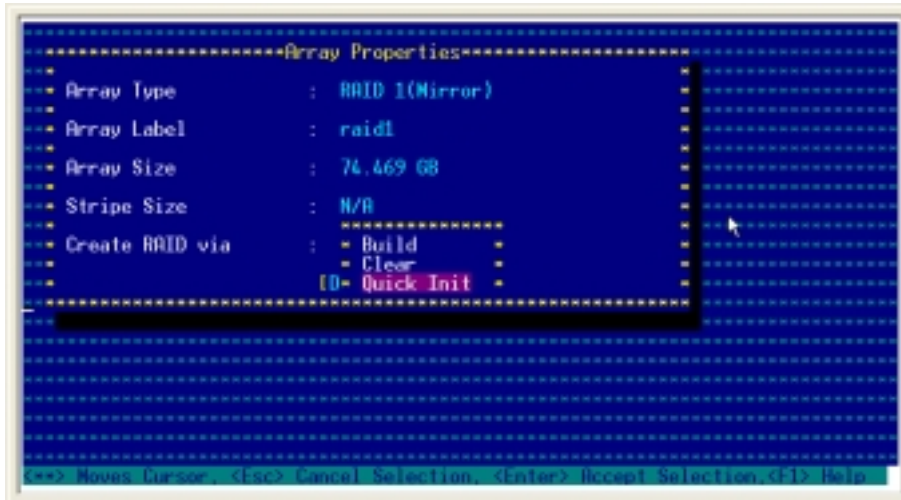 Array Properties
Array Type : RAID 1(Mirror)
Array Label : raid1
Array Size : 74.469 GB
Stripe Size : N/A
Create RAID via : Build
Clear
[D Quick Init
<**> Moves Cursor, <Esc> Cancel Selection, <Enter> Accept Selection,<F1> Help